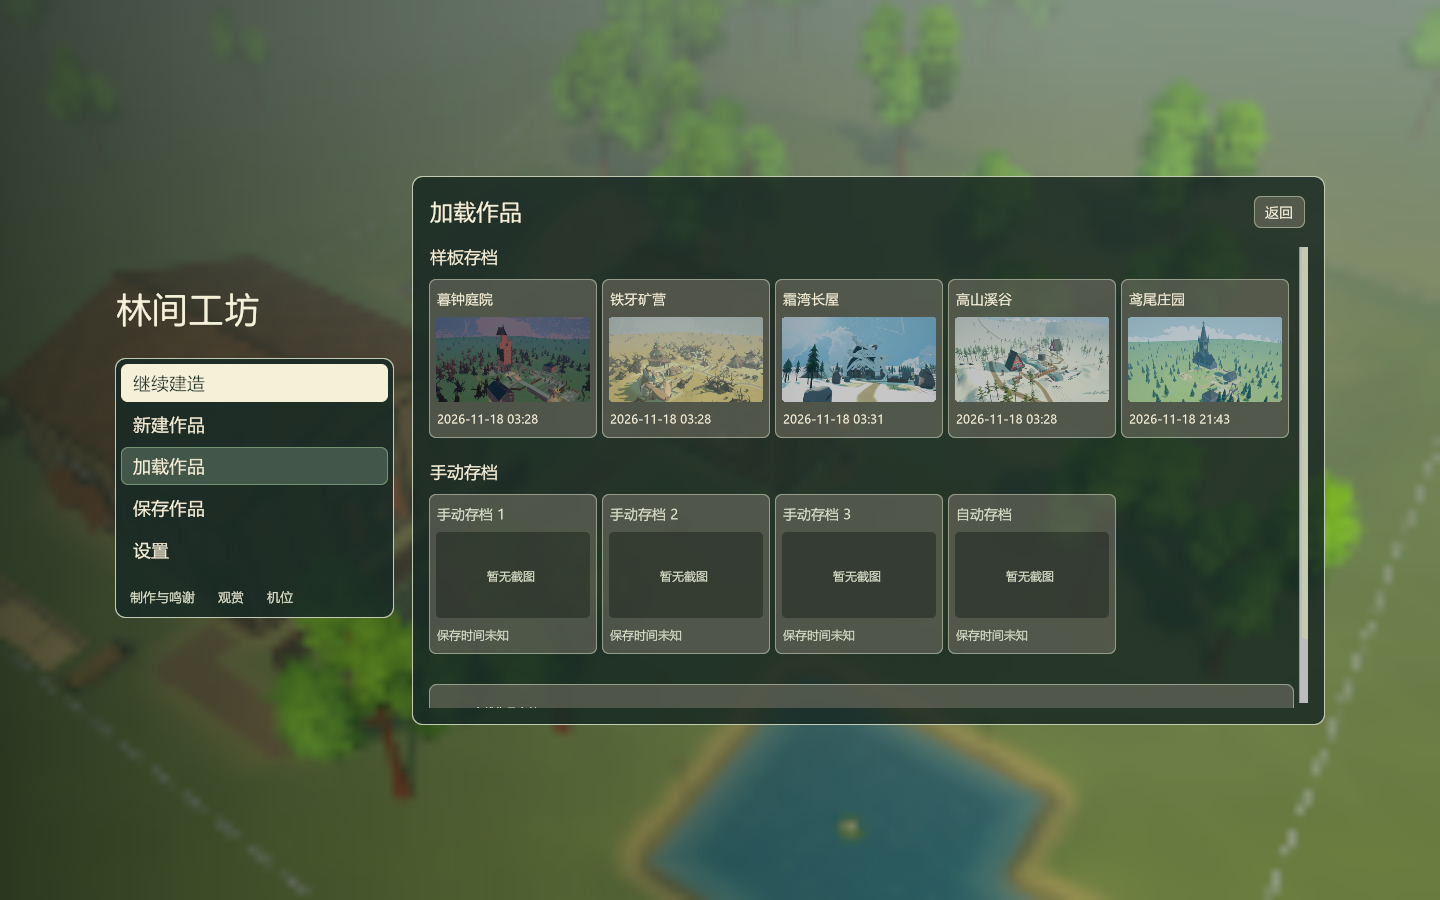 林间工坊
继续建造
新建作品
加载作品
保存作品
设置
制作与鸣谢 观赏 机位
加载作品
返回
样板存档
暮钟庭院
2026-11-18 03:28
铁牙矿营
2026-11-18 03:28
霜湾长屋
2026-11-18 03:31
高山溪谷
2026-11-18 03:28
鸢尾庄园
2026-11-18 21:43
手动存档
手动存档 1
暂无截图
保存时间未知
手动存档 2
暂无截图
保存时间未知
手动存档 3
暂无截图
保存时间未知
自动存档
暂无截图
保存时间未知